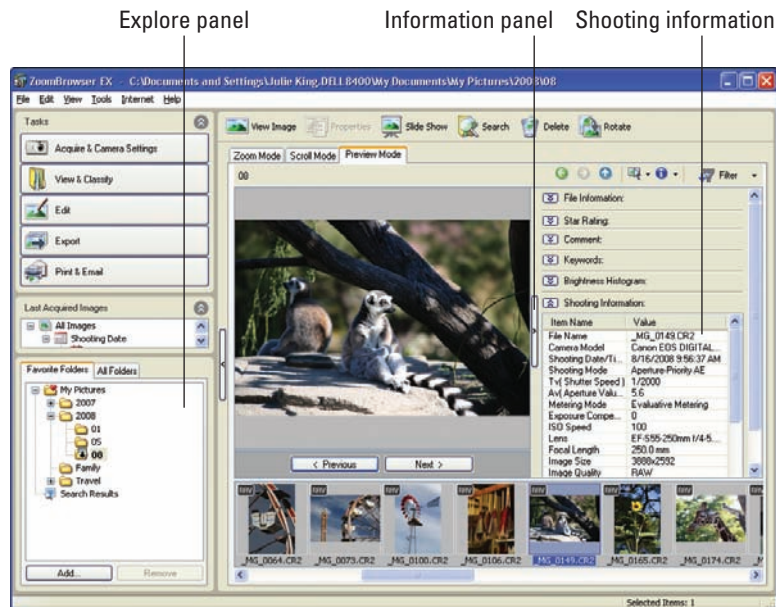 Explore panel
Information panel
Shooting information
ZoomBrowser EX - C:\Documents and Settings\Julie King.DELL8400\My Documents\My Pictures\2008\08
File Edit View Tools Internet Help
Tasks
Acquire & Camera Settings
View & Classify
Edit
Export
Print & Email
Last Acquired Images
All Images
Shooting Date
Favorite Folders All Folders
My Pictures
2007
2008
01
05
08
Family
Travel
Search Results
Add... Remove
View Image Properties Slide Show Search Delete Rotate
Zoom Mode Scroll Mode Preview Mode
08
Filter
File Information:
Star Rating:
Comment:
Keywords:
Brightness Histogram:
Shooting Information:
Item Name Value
File Name _MG_0149.CR2
Camera Model Canon EOS DIGITAL...
Shooting Date/Ti... 8/16/2008 9:56:37 AM
Shooting Mode Aperture-Priority AE
Tv( Shutter Speed ) 1/2000
Av( Aperture Valu... 5.6
Metering Mode Evaluative Metering
Exposure Compe... 0
ISO Speed 100
Lens EF-S55-250mm f/4-5...
Focal Length 250.0 mm
Image Size 3888x2592
Image Quality RAW
< Previous Next >
RAW RAW RAW RAW RAW RAW RAW
_MG_0064.CR2 _MG_0073.CR2 _MG_0100.CR2 _MG_0106.CR2 _MG_0149.CR2 _MG_0165.CR2 _MG_0174.CR2
Selected Items: 1